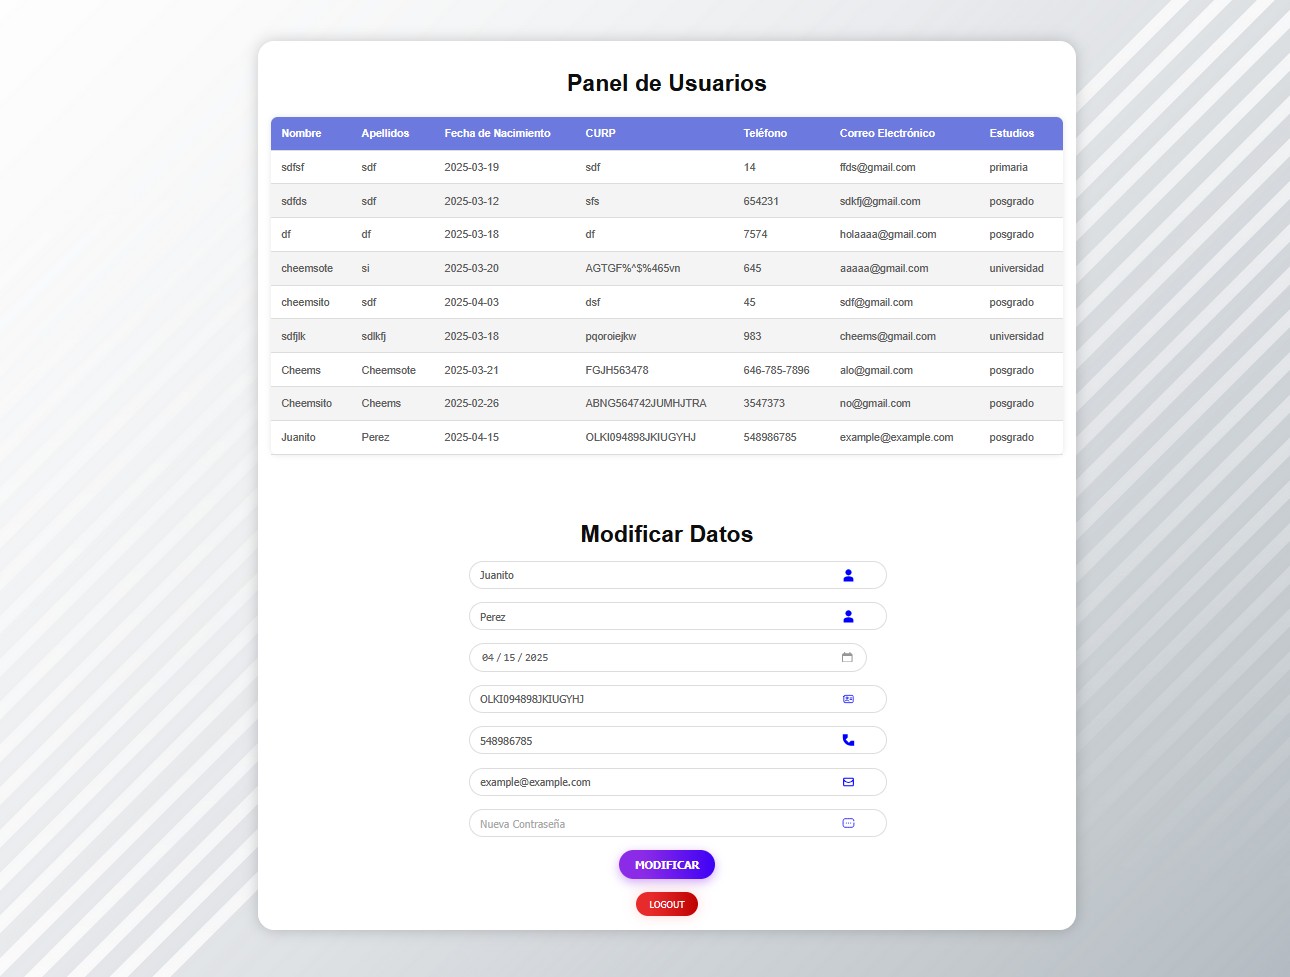 Panel de Usuarios
Nombre Apellidos Fecha de Nacimiento CURP Teléfono Correo Electrónico Estudios
sdfsf sdf 2025-03-19 sdf 14 ffds@gmail.com primaria
sdfds sdf 2025-03-12 sfs 654231 sdkfj@gmail.com posgrado
df df 2025-03-18 df 7574 holaaaa@gmail.com posgrado
cheemsote si 2025-03-20 AGTGF%^$%465vn 645 aaaaa@gmail.com universidad
cheemsito sdf 2025-04-03 dsf 45 sdf@gmail.com posgrado
sdfjlk sdlkfj 2025-03-18 pqoroiejkw 983 cheems@gmail.com universidad
Cheems Cheemsote 2025-03-21 FGJH563478 646-785-7896 alo@gmail.com posgrado
Cheemsito Cheems 2025-02-26 ABNG564742JUMHJTRA 3547373 no@gmail.com posgrado
Juanito Perez 2025-04-15 OLKI094898JKIUGYHJ 548986785 example@example.com posgrado
Modificar Datos
Juanito
Perez
04 / 15 / 2025
OLKI094898JKIUGYHJ
548986785
example@example.com
Nueva Contraseña
MODIFICAR
LOGOUT